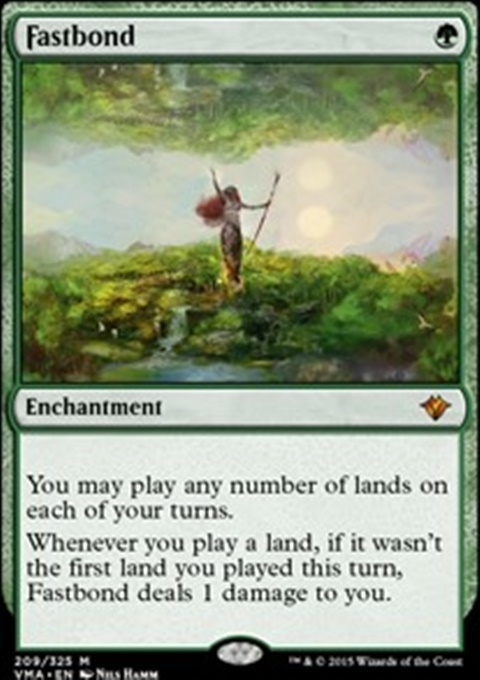 Fastbond
Enchantment
You may play any number of lands on
each of your turns.
Whenever you play a land, if it wasn't
the first land you played this turn,
Fastbond deals 1 damage to you.
209/325 M
VMA • EN Nils Hamm
™ & © 2015 Wizards of the Coast